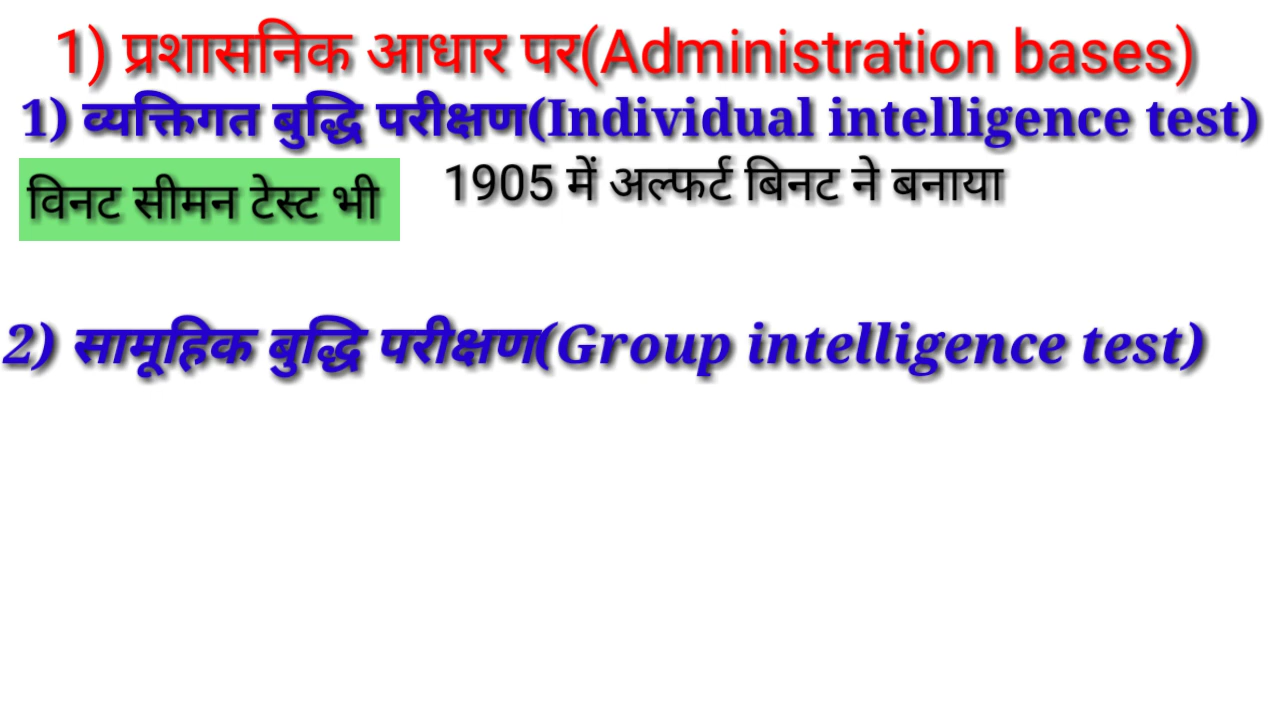 1) प्रशासनिक आधार पर(Administration bases)
1) व्यक्तिगत बुद्धि परीक्षण(Individual intelligence test)
विनट सीमन टेस्ट भी
1905 में अल्फर्ट बिनट ने बनाया
2) सामूहिक बुद्धि परीक्षण(Group intelligence test)